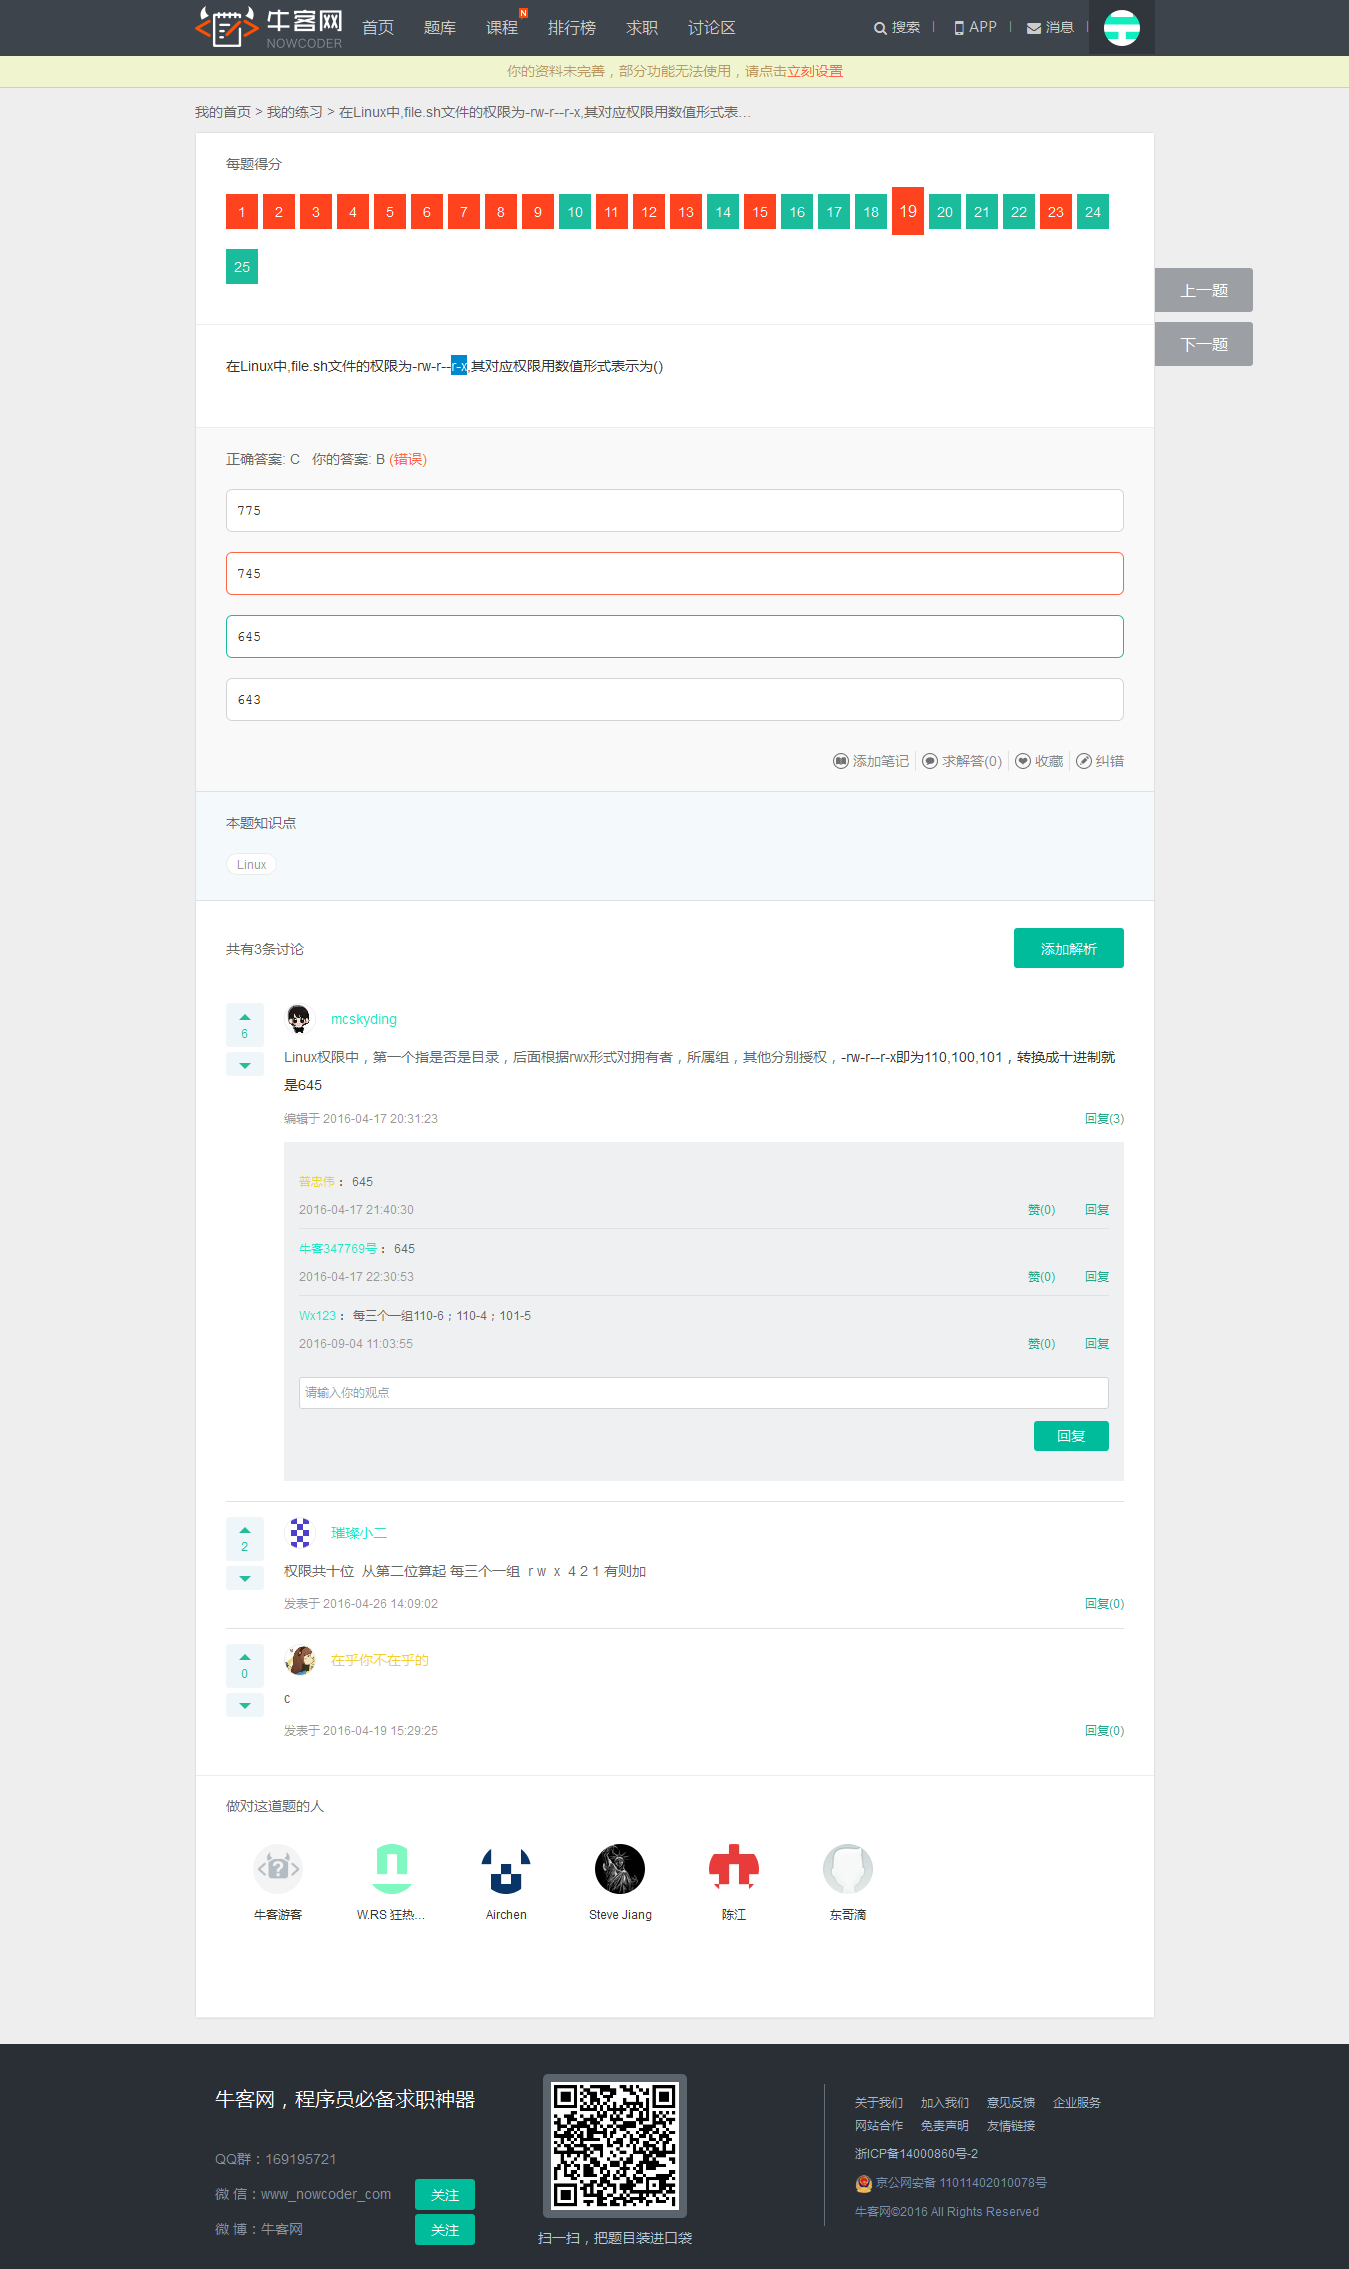 牛客网
NOWCODER
首页 题库 课程 N 排行榜 求职 讨论区 搜索 APP 消息
你的资料未完善，部分功能无法使用，请点击立刻设置
我的首页 > 我的练习 > 在Linux中,file.sh文件的权限为-rw-r--r-x,其对应权限用数值形式表...
每题得分
1 2 3 4 5 6 7 8 9 10 11 12 13 14 15 16 17 18 19 20 21 22 23 24
25
上一题
下一题
在Linux中,file.sh文件的权限为-rw-r--r-x,其对应权限用数值形式表示为()
正确答案: C 你的答案: B (错误)
775
745
645
643
添加笔记 求解答(0) 收藏 纠错
本题知识点
Linux
共有3条讨论 添加解析
6
mcskyding
Linux权限中，第一个指是否是目录，后面根据rwx形式对拥有者，所属组，其他分别授权，-rw-r--r-x即为110,100,101，转换成十进制就
是645
编辑于 2016-04-17 20:31:23 回复(3)
昝忠伟： 645
2016-04-17 21:40:30 赞(0) 回复
牛客347769号： 645
2016-04-17 22:30:53 赞(0) 回复
Wx123： 每三个一组110-6；110-4；101-5
2016-09-04 11:03:55 赞(0) 回复
请输入你的观点
回复
2
璀璨小二
权限共十位 从第二位算起 每三个一组 r w x 4 2 1 有则加
发表于 2016-04-26 14:09:02 回复(0)
0
在乎你不在乎的
c
发表于 2016-04-19 15:29:25 回复(0)
做对这道题的人
牛客游客 W.RS 狂热... Airchen Steve Jiang 陈江 东哥滴
牛客网，程序员必备求职神器
QQ群：169195721
微 信：www_nowcoder_com 关注
微 博：牛客网 关注
扫一扫，把题目装进口袋
关于我们 加入我们 意见反馈 企业服务
网站合作 免责声明 友情链接
浙ICP备14000860号-2
京公网安备 11011402010078号
牛客网©2016 All Rights Reserved